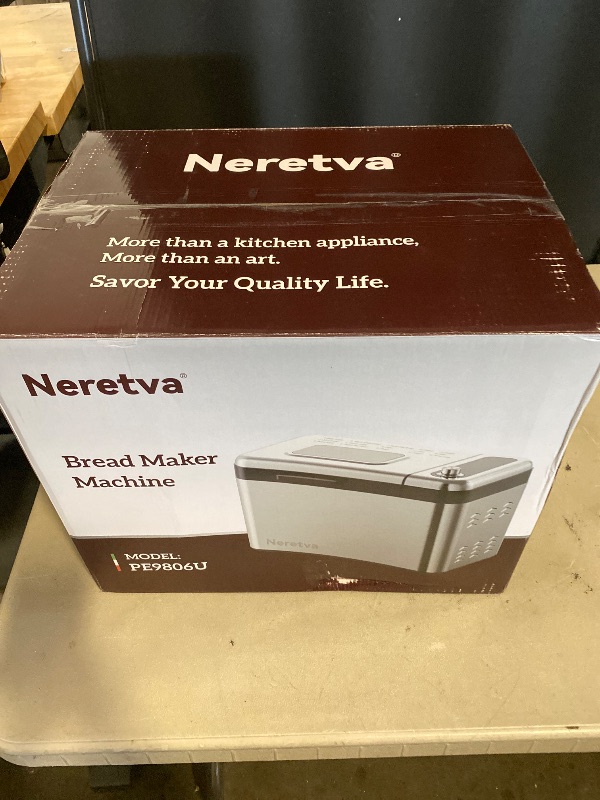 Neretva®
More than a kitchen appliance,
More than an art.
Savor Your Quality Life.
Neretva®
Bread Maker
Machine
Neretva
MODEL:
PE9806U